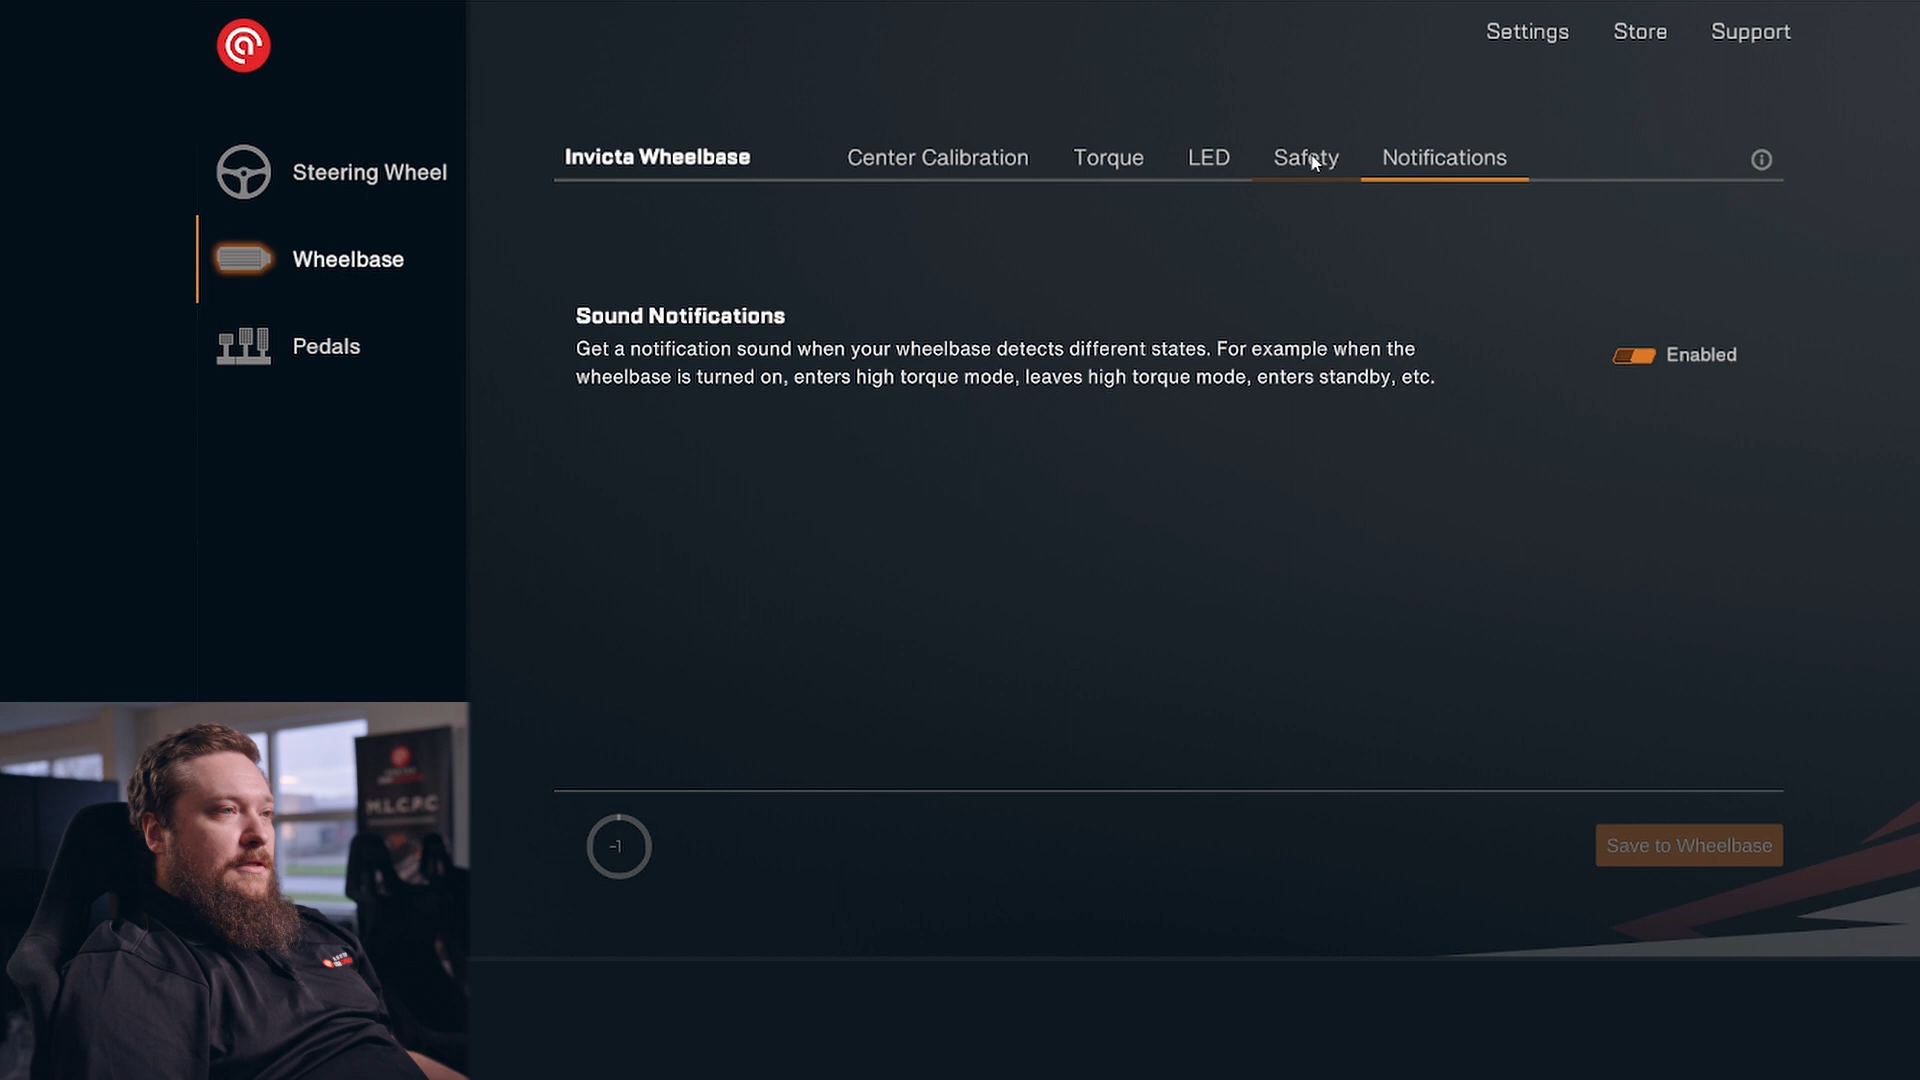 Settings Store Support
Invicta Wheelbase Center Calibration Torque LED Safety Notifications
Steering Wheel
Wheelbase
Pedals
Sound Notifications
Get a notification sound when your wheelbase detects different states. For example when the
wheelbase is turned on, enters high torque mode, leaves high torque mode, enters standby, etc.
Enabled
-1
Save to Wheelbase
M.L.C.P.C